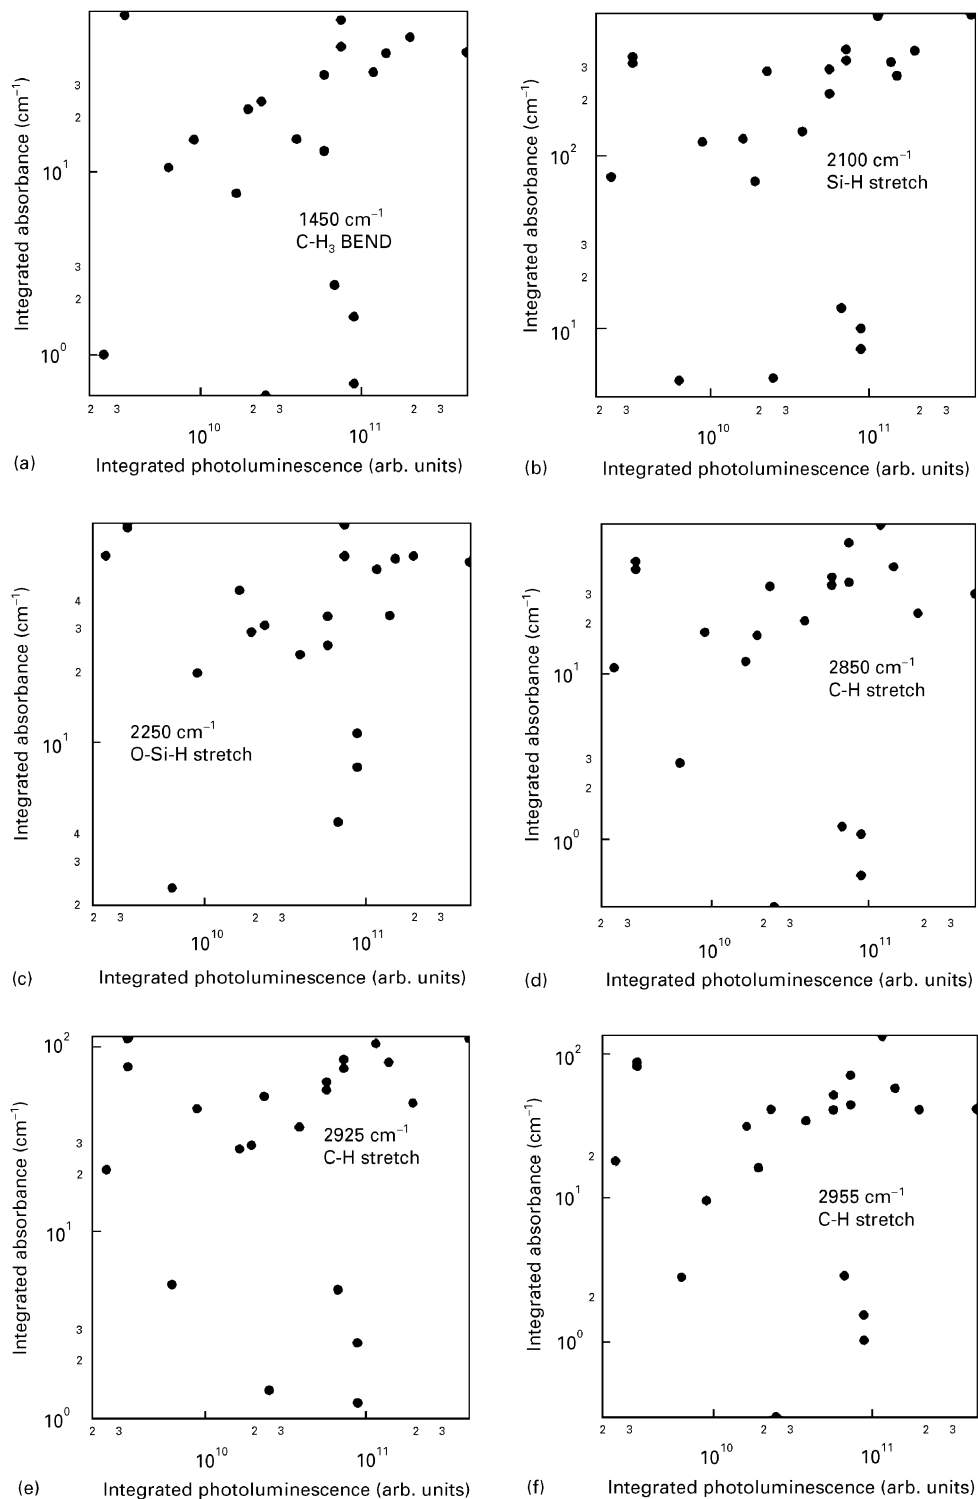 Integrated absorbance (cm⁻¹)
3
2
10¹
3
2
10⁰
1450 cm⁻¹
C-H₃ BEND
2 3 2 3 2 3
10¹⁰ 10¹¹
(a) Integrated photoluminescence (arb. units)
Integrated absorbance (cm⁻¹)
3
2
10²
3
2
10¹
2100 cm⁻¹
Si-H stretch
2 3 2 3 2 3
10¹⁰ 10¹¹
(b) Integrated photoluminescence (arb. units)
Integrated absorbance (cm⁻¹)
4
3
2
10¹
4
3
2
2250 cm⁻¹
O-Si-H stretch
2 3 2 3 2 3
10¹⁰ 10¹¹
(c) Integrated photoluminescence (arb. units)
Integrated absorbance (cm⁻¹)
3
2
10¹
3
2
10⁰
2850 cm⁻¹
C-H stretch
2 3 2 3 2 3
10¹⁰ 10¹¹
(d) Integrated photoluminescence (arb. units)
Integrated absorbance (cm⁻¹)
10²
3
2
10¹
3
2
10⁰
2925 cm⁻¹
C-H stretch
2 3 2 3 2 3
10¹⁰ 10¹¹
(e) Integrated photoluminescence (arb. units)
Integrated absorbance (cm⁻¹)
10²
2
10¹
2
10⁰
2955 cm⁻¹
C-H stretch
2 3 2 3 2 3
10¹⁰ 10¹¹
(f) Integrated photoluminescence (arb. units)